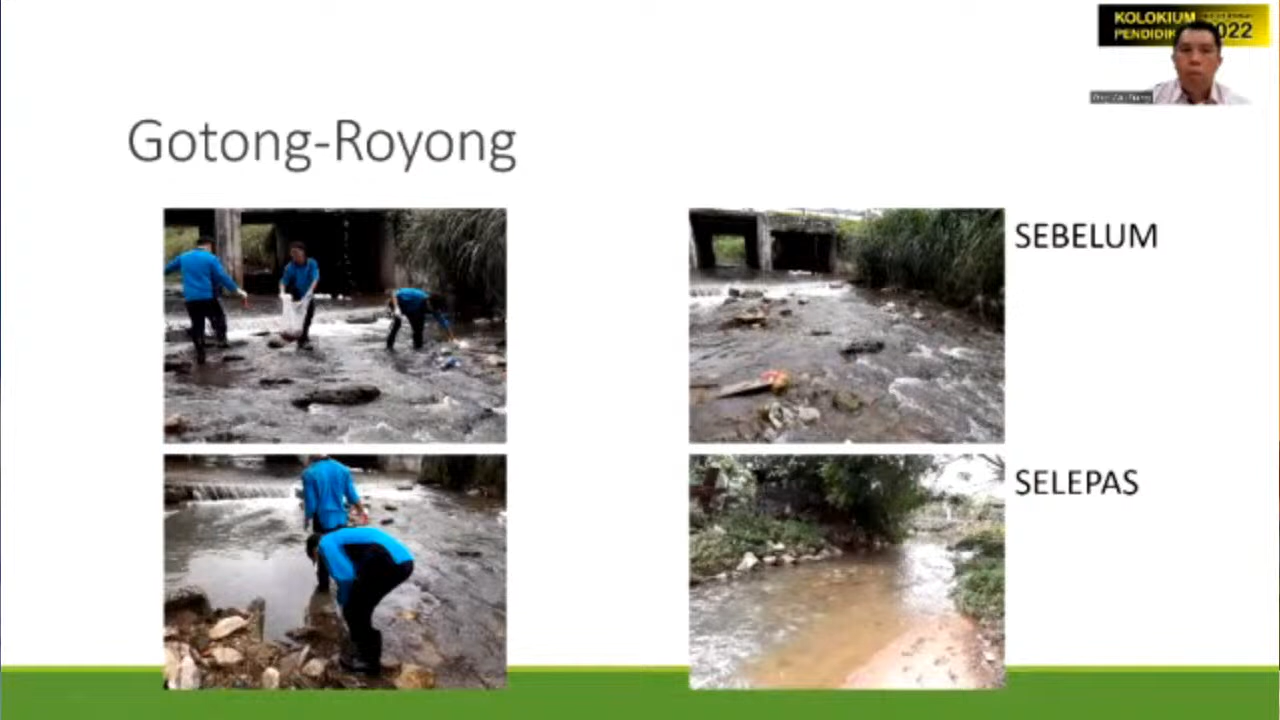 KOLOKIUM
PENDIDIK
2022
Gotong-Royong
SEBELUM
SELEPAS